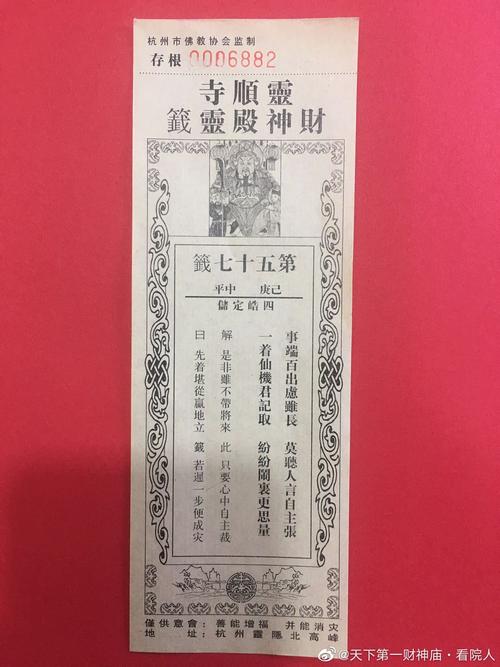 杭州市佛教协会监制
存根 0006882
靈順寺
財神殿靈籤
第五十七籤
己庚 中平
四皓定儲
事端百出慮雖長 莫聽人言自主張
一着仙機君記取 紛紛鬧裏更思量
解 是非雖不帶將來 此 只要心中自主裁
曰 先着堪從贏地立 籤 若遲一步便成灾
僅供意會：善能增福 并能消灾
地址：杭州靈隱北高峰
@天下第一财神庙·看院人